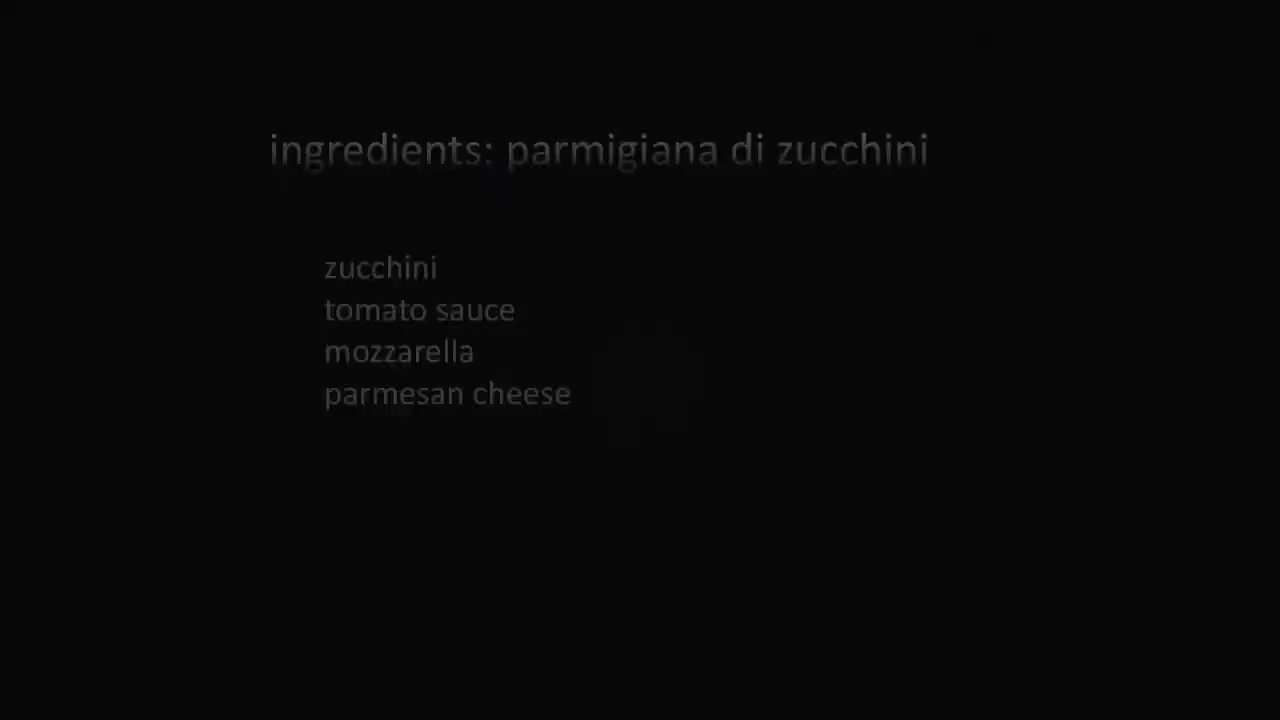 ingredients: parmigiana di zucchini
zucchini
tomato sauce
mozzarella
parmesan cheese